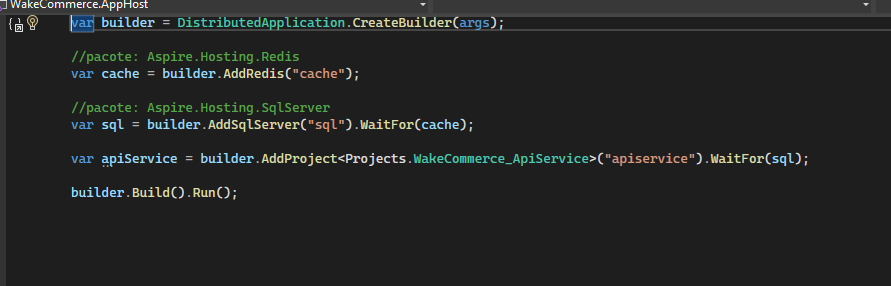 WakeCommerce.AppHost
var builder = DistributedApplication.CreateBuilder(args);
//pacote: Aspire.Hosting.Redis
var cache = builder.AddRedis("cache");
//pacote: Aspire.Hosting.SqlServer
var sql = builder.AddSqlServer("sql").WaitFor(cache);
var apiService = builder.AddProject<Projects.WakeCommerce_ApiService>("apiservice").WaitFor(sql);
builder.Build().Run();